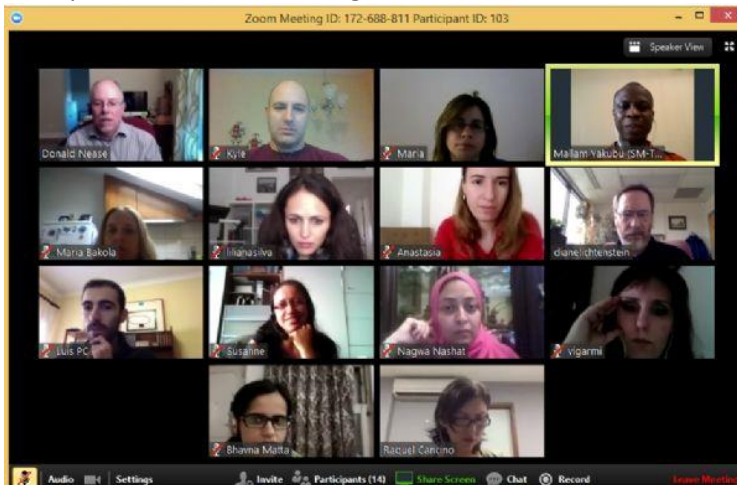 Zoom Meeting ID: 172-688-811 Participant ID: 103
Speaker View
Donald Nease
Kyle
Maria
Mallam Yakubu (SM-T...
Maria Bakola
lilianasilva
Anastasia
dianelichtenstein
Luis PC
Susanne
Nagwa Nashat
vigarmi
Bhavna Matta
Raquel Cancino
Audio Settings Invite Participants (14) Share Screen Chat Record Leave Meeting